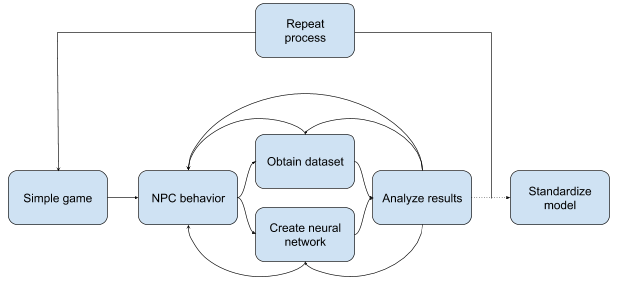 Repeat
process
Obtain dataset
Simple game
NPC behavior
Analyze results
Standardize
model
Create neural
network